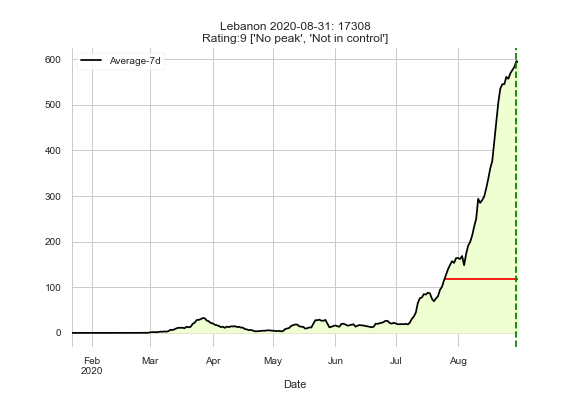 Lebanon 2020-08-31: 17308
Rating:9 ['No peak', 'Not in control']
Average-7d
600
500
400
300
200
100
0
Feb Mar Apr May Jun Jul Aug
2020
Date